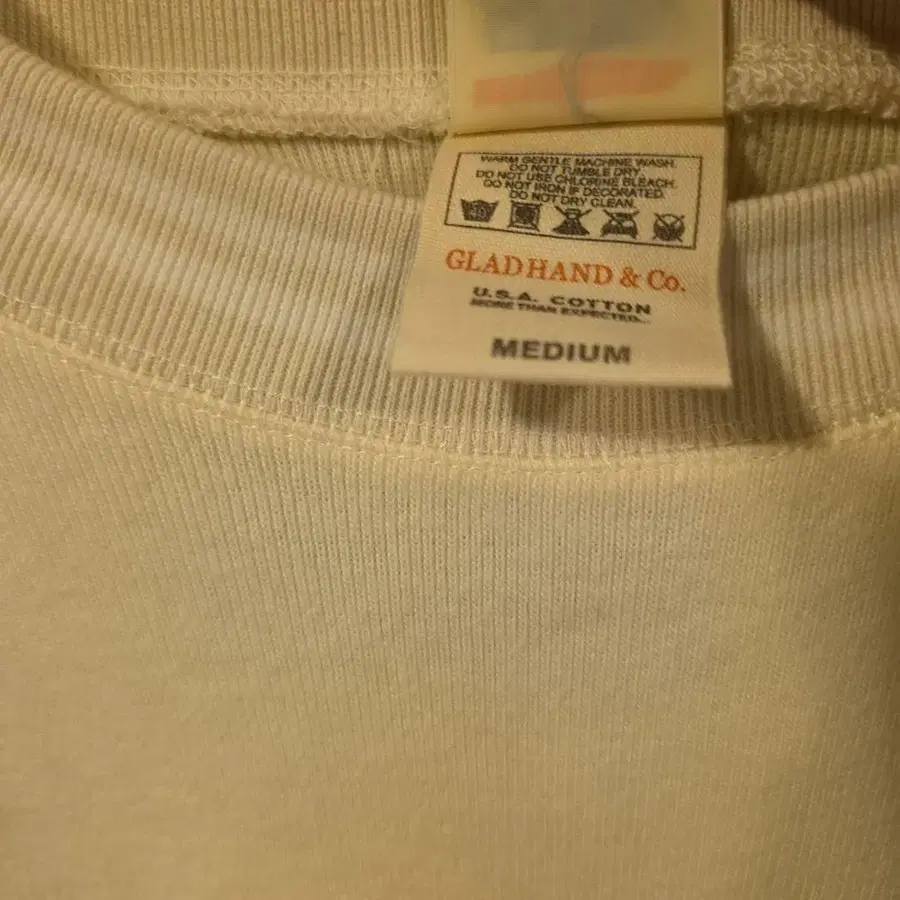 WARM GENTLE MACHINE WASH.
DO NOT TUMBLE DRY.
DO NOT USE CHLORINE BLEACH.
DO NOT IRON IF DECORATED.
DO NOT DRY CLEAN.
40
GLADHAND & Co.
U.S.A. COTTON
MORE THAN EXPECTED...
MEDIUM